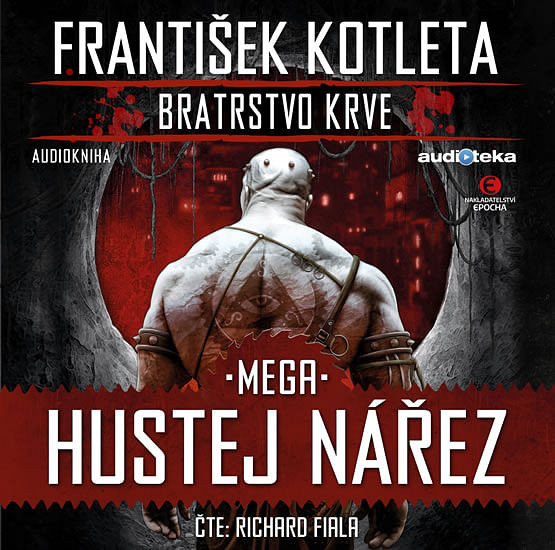 FRANTIŠEK KOTLETA
BRATRSTVO KRVE
AUDIOKNIHA
audioteka
NAKLADATELSTVÍ
EPOCHA
·MEGA·
HUSTEJ NÁŘEZ
ČTE: RICHARD FIALA